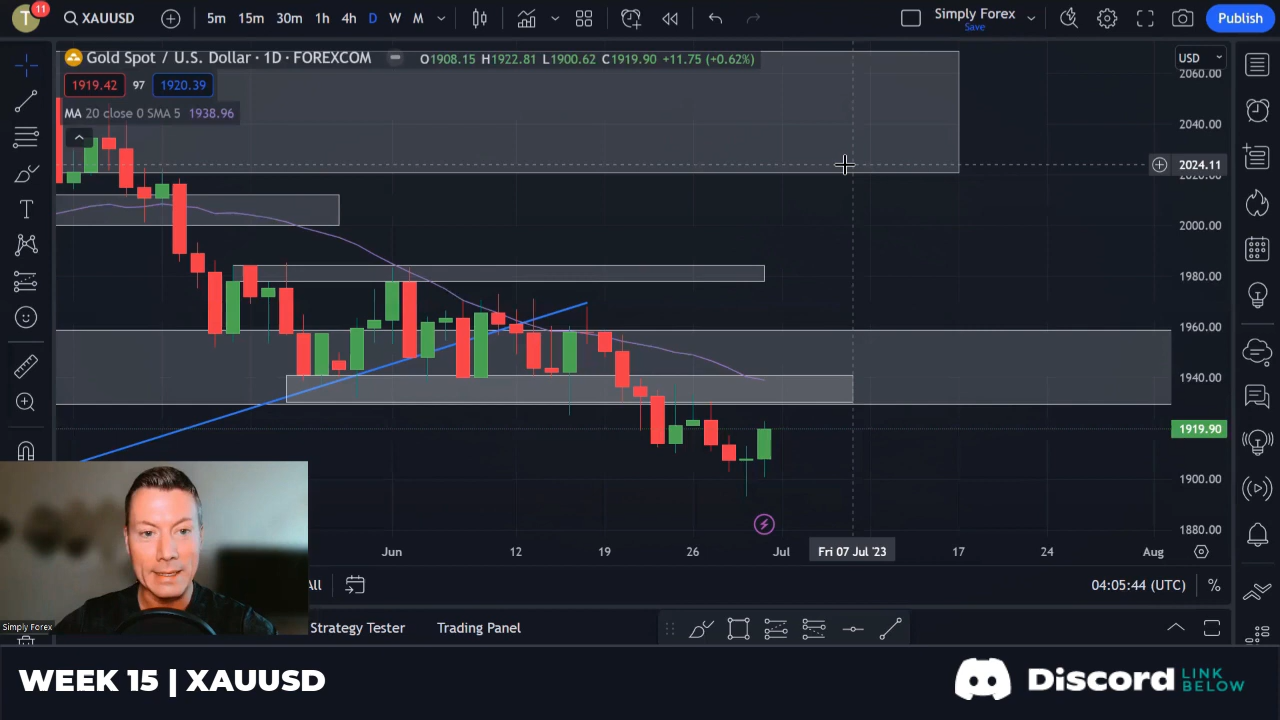 T 11 XAUUSD 5m 15m 30m 1h 4h D W M Simply Forex Save Publish
Gold Spot / U.S. Dollar · 1D · FOREXCOM O1908.15 H1922.81 L1900.62 C1919.90 +11.75 (+0.62%) USD
2060.00
1919.42 97 1920.39
MA 20 close 0 SMA 5 1938.96
2040.00
2024.11
2000.00
1980.00
1960.00
1940.00
1919.90
1900.00
1880.00
Jun 12 19 26 Jul Fri 07 Jul '23 17 24 Aug
All 04:05:44 (UTC) %
Simply Forex Strategy Tester Trading Panel
WEEK 15 | XAUUSD Discord LINK BELOW